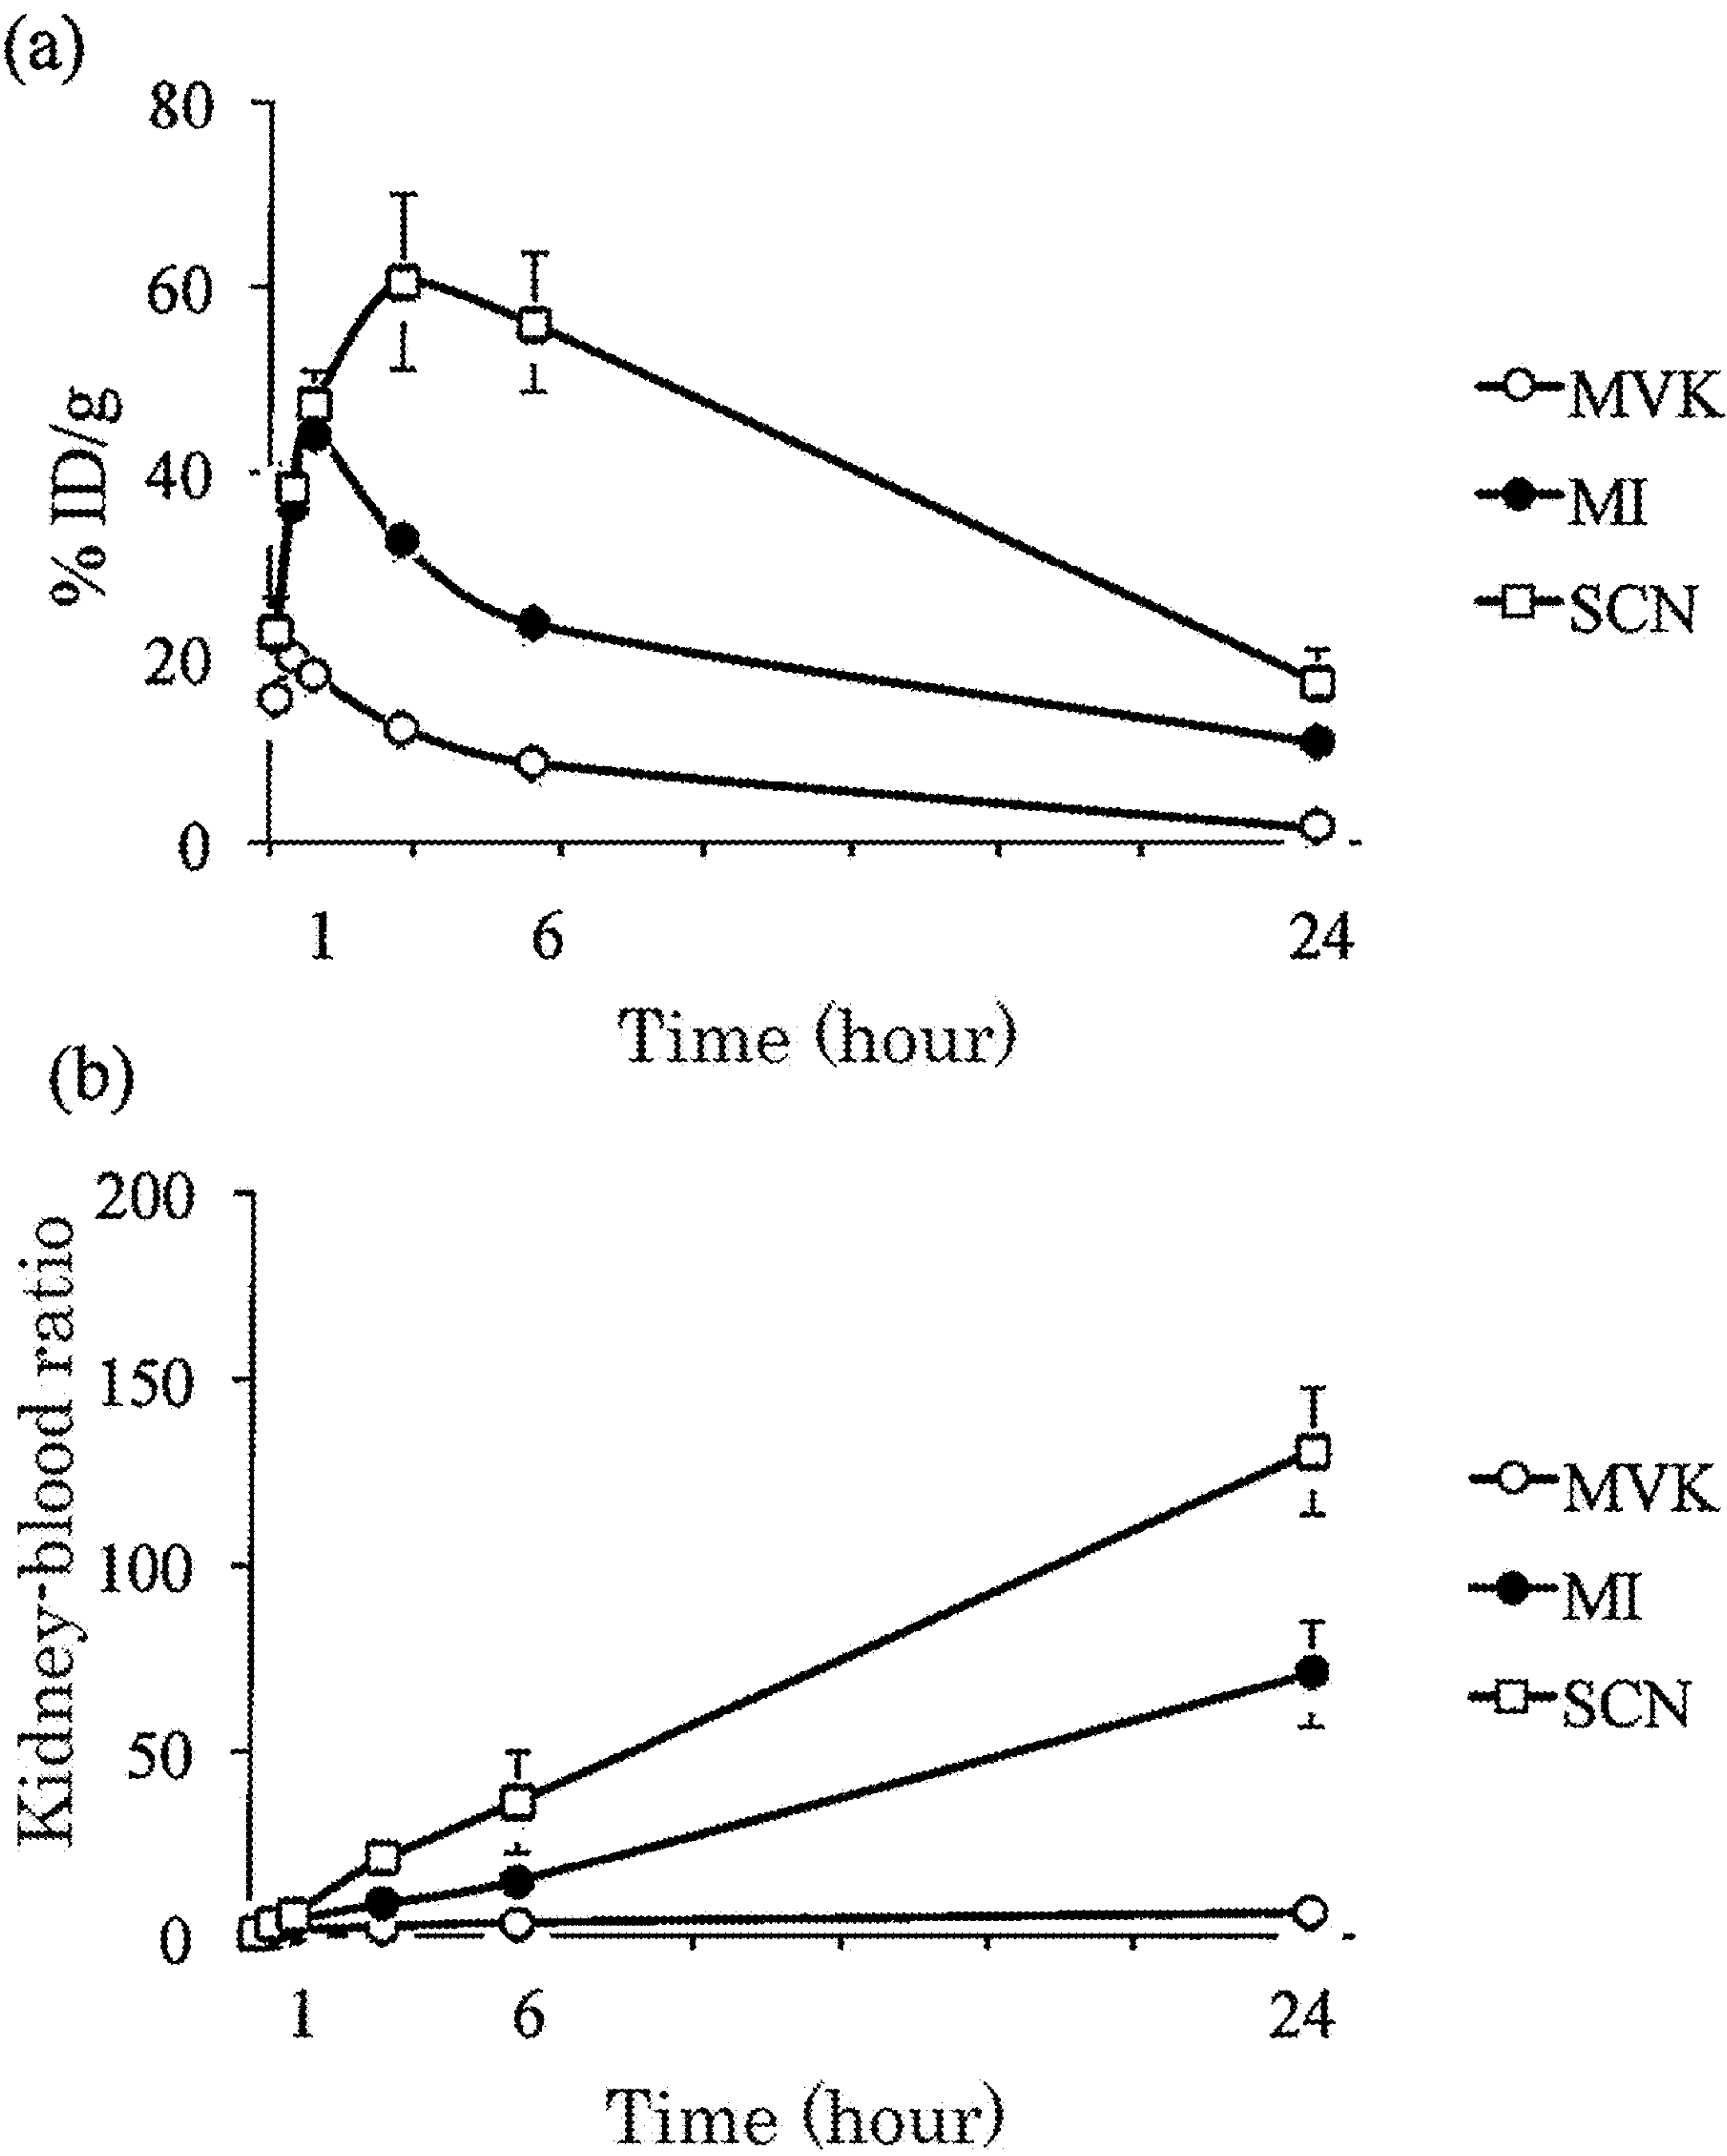 (a)
80
60
40
20
0
% ID/g
1 6 24
Time (hour)
MVK
MI
SCN
(b)
200
150
100
50
0
Kidney-blood ratio
1 6 24
Time (hour)
MVK
MI
SCN